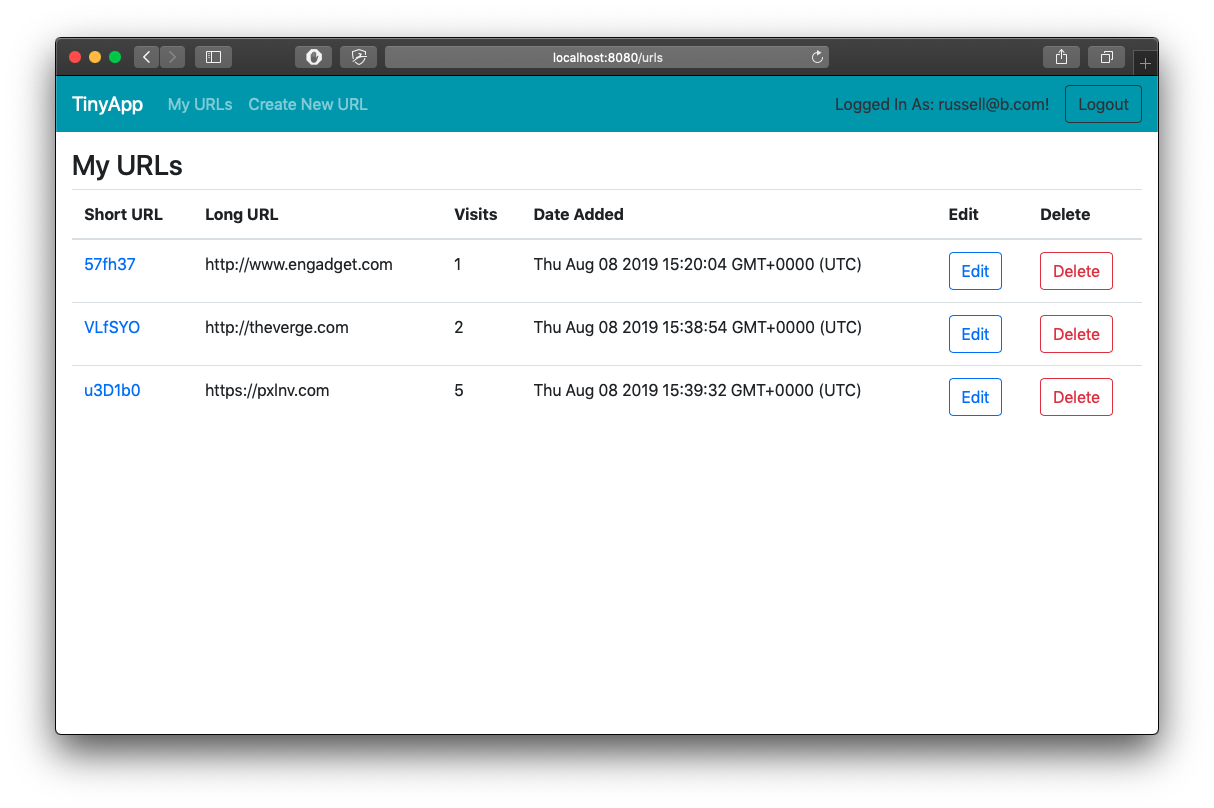 localhost:8080/urls
TinyApp My URLs Create New URL Logged In As: russell@b.com! Logout
My URLs
Short URL Long URL Visits Date Added Edit Delete
57fh37 http://www.engadget.com 1 Thu Aug 08 2019 15:20:04 GMT+0000 (UTC) Edit Delete
VLfSYO http://theverge.com 2 Thu Aug 08 2019 15:38:54 GMT+0000 (UTC) Edit Delete
u3D1b0 https://pxlnv.com 5 Thu Aug 08 2019 15:39:32 GMT+0000 (UTC) Edit Delete